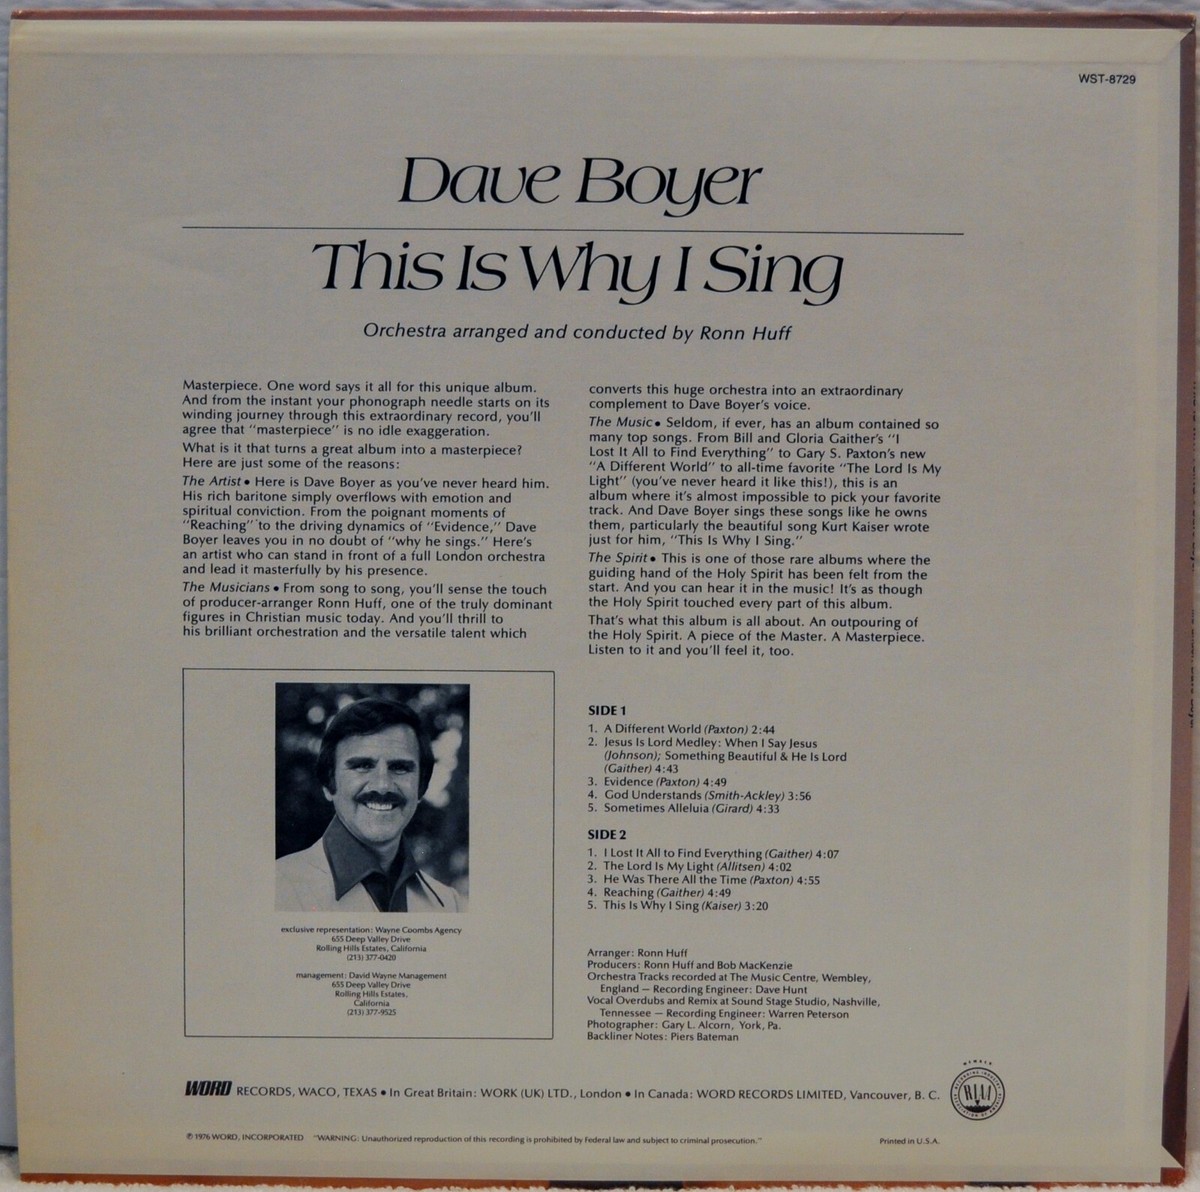 WST-8729
Dave Boyer
This Is Why I Sing
Orchestra arranged and conducted by Ronn Huff
Masterpiece. One word says it all for this unique album.
And from the instant your phonograph needle starts on its
winding journey through this extraordinary record, you'll
agree that "masterpiece" is no idle exaggeration.
What is it that turns a great album into a masterpiece?
Here are just some of the reasons:
The Artist • Here is Dave Boyer as you've never heard him.
His rich baritone simply overflows with emotion and
spiritual conviction. From the poignant moments of
"Reaching" to the driving dynamics of "Evidence," Dave
Boyer leaves you in no doubt of "why he sings." Here's
an artist who can stand in front of a full London orchestra
and lead it masterfully by his presence.
The Musicians • From song to song, you'll sense the touch
of producer-arranger Ronn Huff, one of the truly dominant
figures in Christian music today. And you'll thrill to
his brilliant orchestration and the versatile talent which
converts this huge orchestra into an extraordinary
complement to Dave Boyer's voice.
The Music • Seldom, if ever, has an album contained so
many top songs. From Bill and Gloria Gaither's "I
Lost It All to Find Everything" to Gary S. Paxton's new
"A Different World" to all-time favorite "The Lord Is My
Light" (you've never heard it like this!), this is an
album where it's almost impossible to pick your favorite
track. And Dave Boyer sings these songs like he owns
them, particularly the beautiful song Kurt Kaiser wrote
just for him, "This Is Why I Sing."
The Spirit • This is one of those rare albums where the
guiding hand of the Holy Spirit has been felt from the
start. And you can hear it in the music! It's as though
the Holy Spirit touched every part of this album.
That's what this album is all about. An outpouring of
the Holy Spirit. A piece of the Master. A Masterpiece.
Listen to it and you'll feel it, too.
exclusive representation: Wayne Coombs Agency
655 Deep Valley Drive
Rolling Hills Estates, California
(213) 377-0420
management: David Wayne Management
655 Deep Valley Drive
Rolling Hills Estates,
California
(213) 377-9525
SIDE 1
1. A Different World (Paxton) 2:44
2. Jesus Is Lord Medley: When I Say Jesus
(Johnson); Something Beautiful & He Is Lord
(Gaither) 4:43
3. Evidence (Paxton) 4:49
4. God Understands (Smith-Ackley) 3:56
5. Sometimes Alleluia (Girard) 4:33
SIDE 2
1. I Lost It All to Find Everything (Gaither) 4:07
2. The Lord Is My Light (Allitsen) 4:02
3. He Was There All the Time (Paxton) 4:55
4. Reaching (Gaither) 4:49
5. This Is Why I Sing (Kaiser) 3:20
Arranger: Ronn Huff
Producers: Ronn Huff and Bob MacKenzie
Orchestra Tracks recorded at The Music Centre, Wembley,
England — Recording Engineer: Dave Hunt
Vocal Overdubs and Remix at Sound Stage Studio, Nashville,
Tennessee — Recording Engineer: Warren Peterson
Photographer: Gary L. Alcorn, York, Pa.
Backliner Notes: Piers Bateman
WORD RECORDS, WACO, TEXAS • In Great Britain: WORK (UK) LTD., London • In Canada: WORD RECORDS LIMITED, Vancouver, B. C.
MEMBER
RIAA
© 1976 WORD, INCORPORATED "WARNING: Unauthorized reproduction of this recording is prohibited by Federal law and subject to criminal prosecution."
Printed in U.S.A.